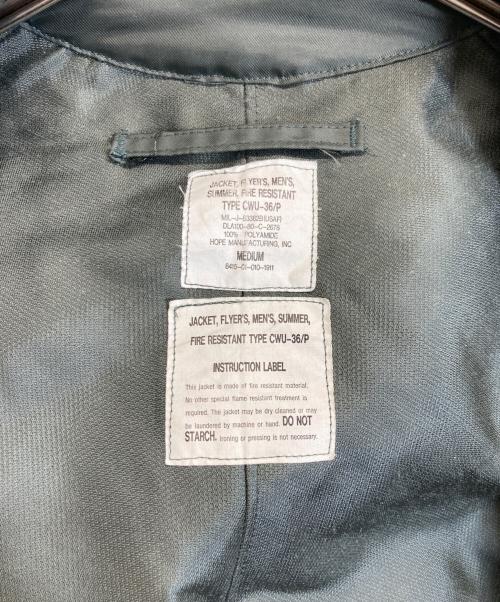 JACKET, FLYER'S, MEN'S,
SUMMER, FIRE RESISTANT
TYPE CWU-36/P
MIL-J-83382B(USAF)
DLA100-80-C-2678
100% POLYAMIDE
HOPE MANUFACTURING, INC
MEDIUM
8415-01-010-1911
JACKET, FLYER'S, MEN'S, SUMMER,
FIRE RESISTANT TYPE CWU-36/P
INSTRUCTION LABEL
This jacket is made of fire resistant material.
No other special flame resistant treatment is
required. The jacket may be dry cleaned or may
be laundered by machine or hand. DO NOT
STARCH. Ironing or pressing is not necessary.